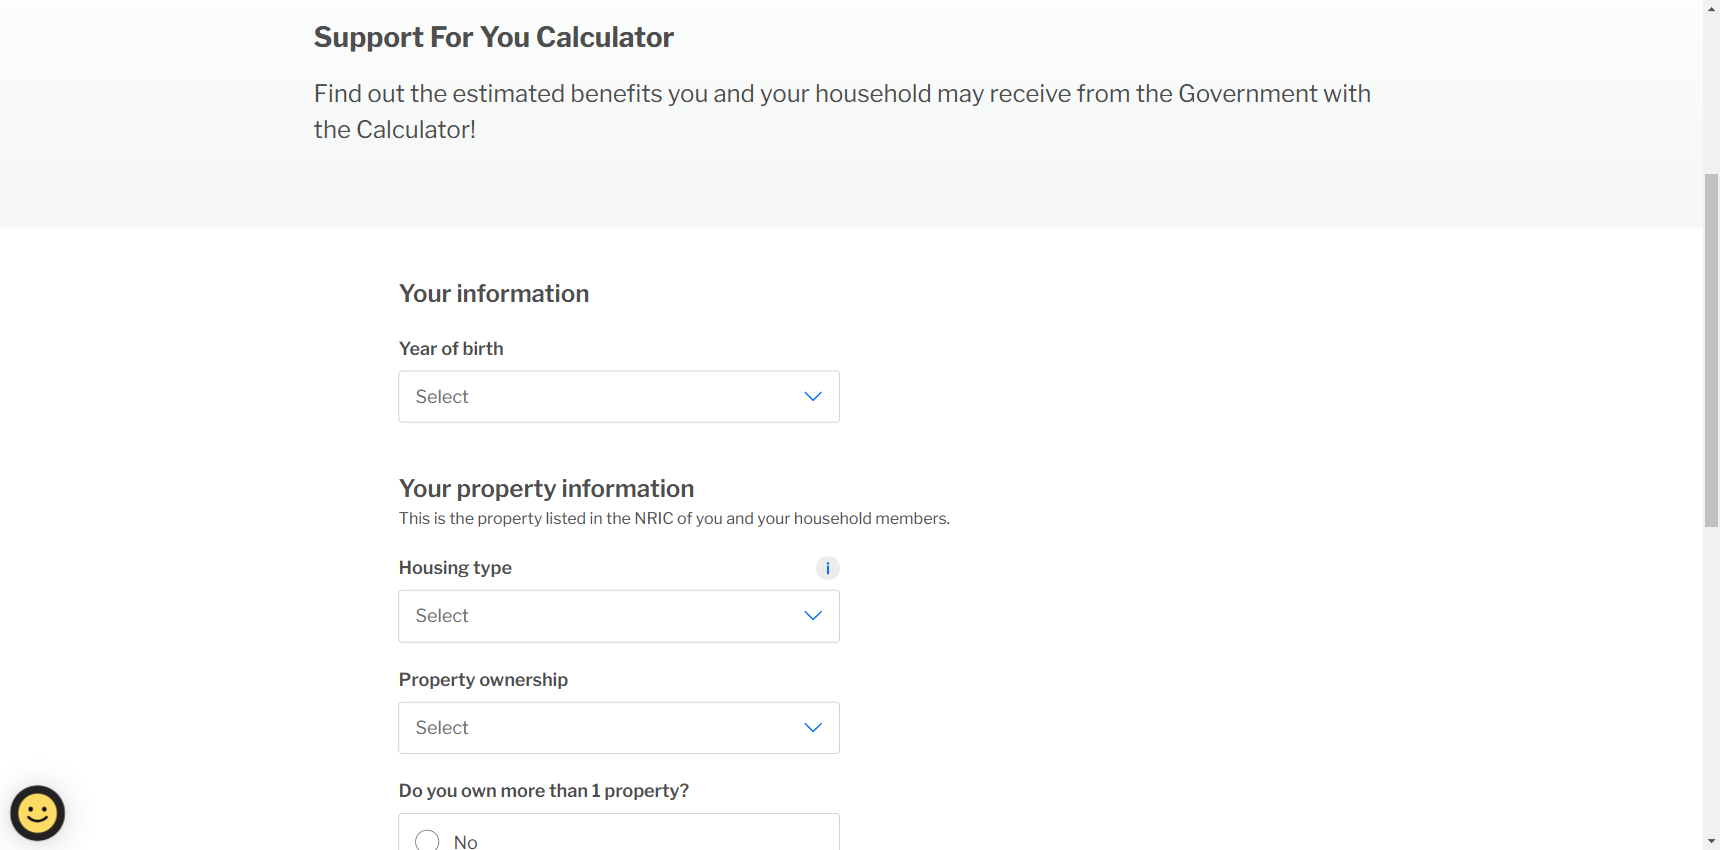 Support For You Calculator
Find out the estimated benefits you and your household may receive from the Government with
the Calculator!
Your information
Year of birth
Select
Your property information
This is the property listed in the NRIC of you and your household members.
Housing type
i
Select
Property ownership
Select
Do you own more than 1 property?
No